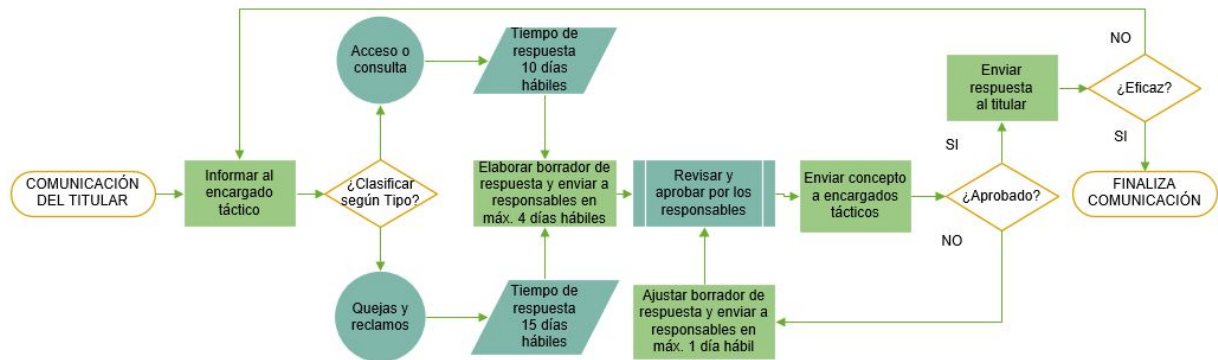 COMUNICACIÓN
DEL TITULAR
Informar al
encargado
táctico
¿Clasificar
según Tipo?
Acceso o
consulta
Tiempo de
respuesta
10 días
hábiles
Quejas y
reclamos
Tiempo de
respuesta
15 días
hábiles
Elaborar borrador de
respuesta y enviar a
responsables en
máx. 4 días hábiles
Revisar y
aprobar por los
responsables
Enviar concepto
a encargados
tácticos
¿Aprobado?
NO
Ajustar borrador de
respuesta y enviar a
responsables en
máx. 1 día hábil
SI
Enviar
respuesta
al titular
¿Eficaz?
NO
SI
FINALIZA
COMUNICACIÓN